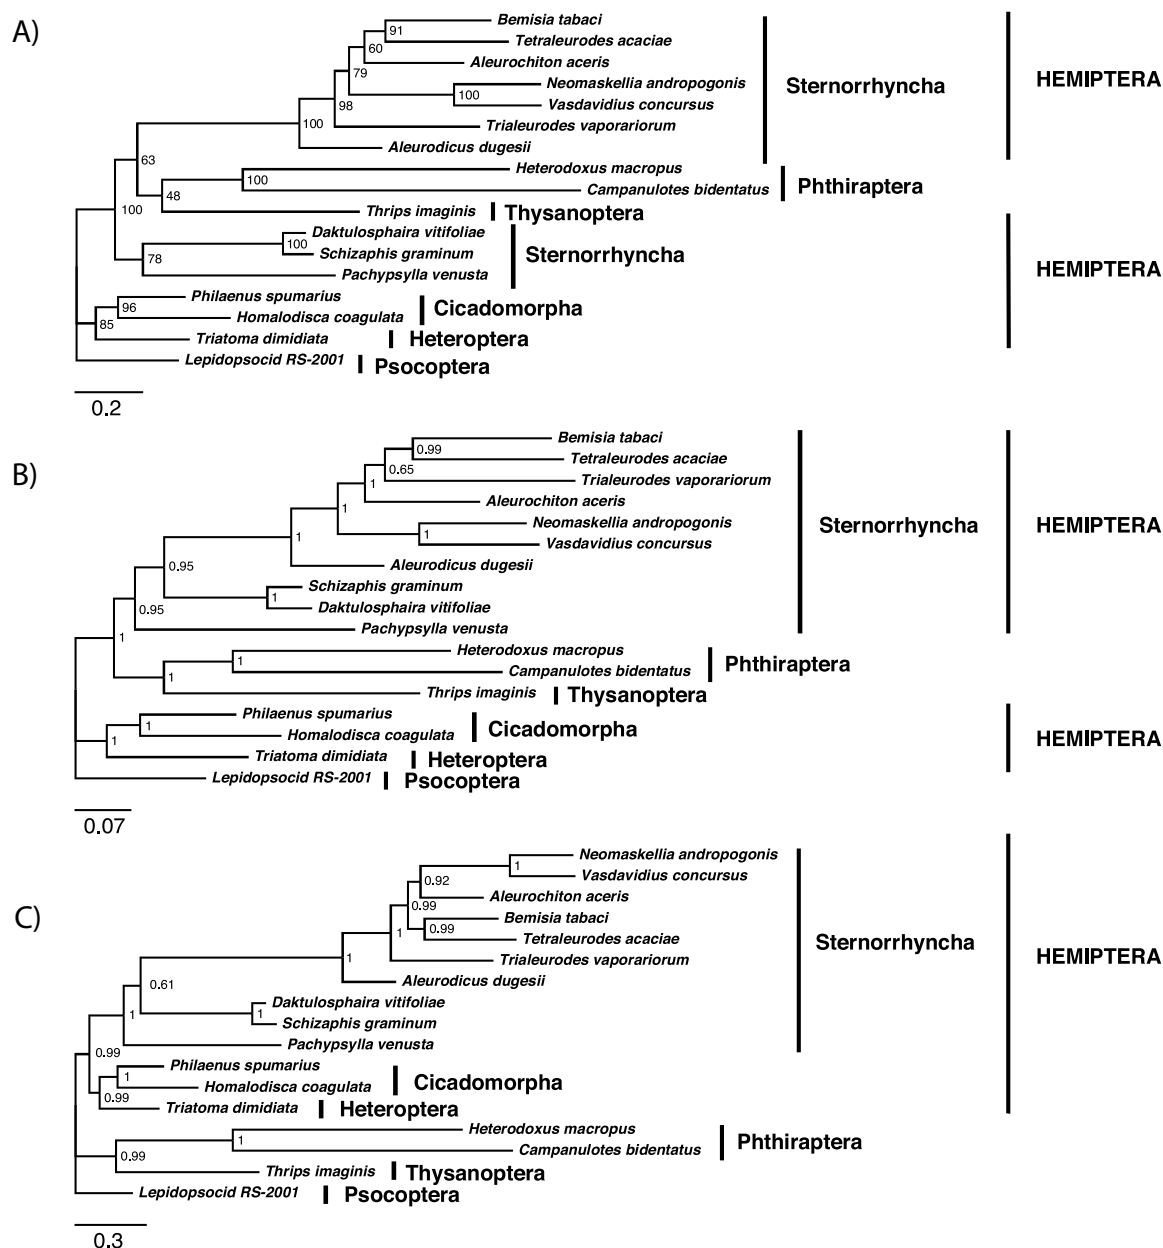 A)
Bemisia tabaci
91
Tetraleurodes acaciae
60
Aleurochiton aceris
79
Neomaskellia andropogonis
100
Vasdavidius concursus
98
Trialeurodes vaporariorum
100
Aleurodicus dugesii
Sternorrhyncha
HEMIPTERA
63
Heterodoxus macropus
100
Campanulotes bidentatus
Phthiraptera
48
Thrips imaginis
Thysanoptera
100
Daktulosphaira vitifoliae
100
Schizaphis graminum
78
Pachypsylla venusta
Sternorrhyncha
HEMIPTERA
Philaenus spumarius
96
Homalodisca coagulata
Cicadomorpha
85
Triatoma dimidiata
Heteroptera
Lepidopsocid RS-2001
Psocoptera
0.2
B)
Bemisia tabaci
0.99
Tetraleurodes acaciae
0.65
Trialeurodes vaporariorum
1
Aleurochiton aceris
1
Neomaskellia andropogonis
1
Vasdavidius concursus
1
Aleurodicus dugesii
0.95
Schizaphis graminum
1
Daktulosphaira vitifoliae
0.95
Pachypsylla venusta
Sternorrhyncha
HEMIPTERA
1
Heterodoxus macropus
1
Campanulotes bidentatus
Phthiraptera
1
Thrips imaginis
Thysanoptera
Philaenus spumarius
1
Homalodisca coagulata
Cicadomorpha
1
Triatoma dimidiata
Heteroptera
HEMIPTERA
Lepidopsocid RS-2001
Psocoptera
0.07
C)
Neomaskellia andropogonis
1
Vasdavidius concursus
0.92
Aleurochiton aceris
0.99
Bemisia tabaci
0.99
Tetraleurodes acaciae
1
Trialeurodes vaporariorum
1
Aleurodicus dugesii
0.61
Daktulosphaira vitifoliae
1
Schizaphis graminum
1
Pachypsylla venusta
Sternorrhyncha
HEMIPTERA
0.99
Philaenus spumarius
1
Homalodisca coagulata
Cicadomorpha
0.99
Triatoma dimidiata
Heteroptera
Heterodoxus macropus
1
Campanulotes bidentatus
Phthiraptera
0.99
Thrips imaginis
Thysanoptera
Lepidopsocid RS-2001
Psocoptera
0.3